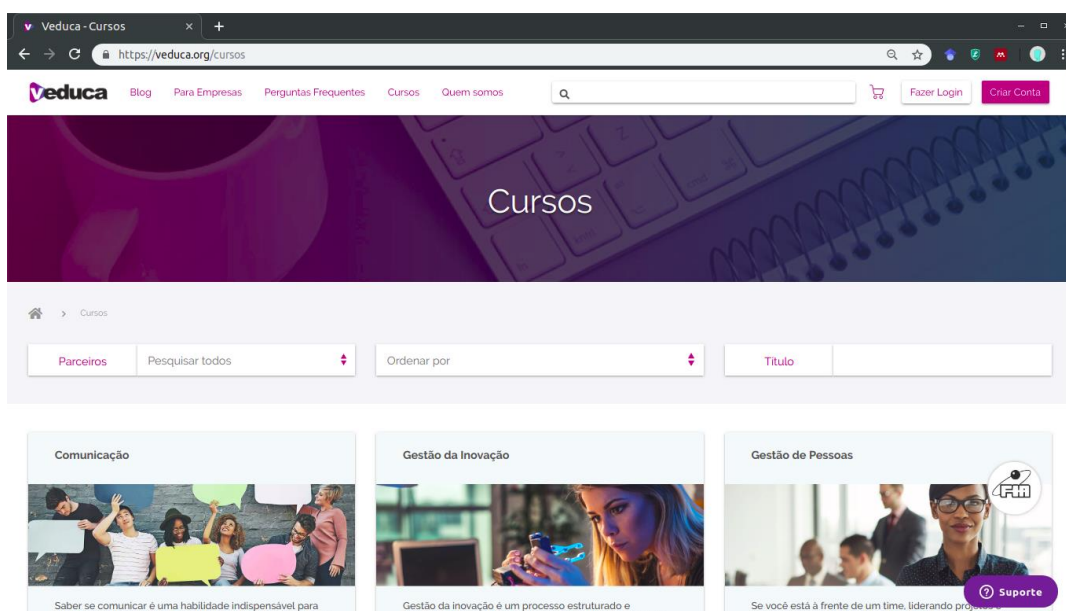 Veduca - Cursos
https://veduca.org/cursos
veduca Blog Para Empresas Perguntas Frequentes Cursos Quem somos Fazer Login Criar Conta
Cursos
Cursos
Parceiros Pesquisar todos Ordenar por Título
Comunicação Gestão da Inovação Gestão de Pessoas
FM
Saber se comunicar é uma habilidade indispensável para Gestão da inovação é um processo estruturado e Se você está à frente de um time, liderando
Suporte